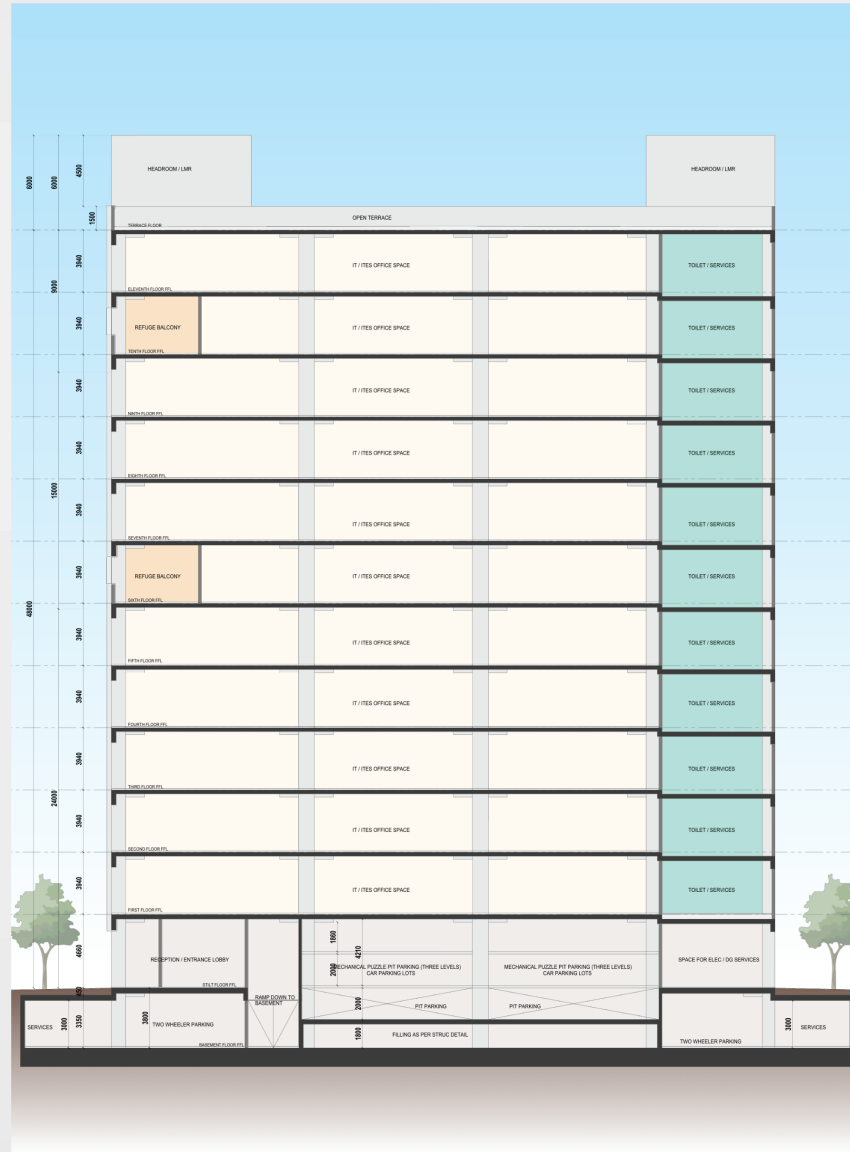 HEADROOM / LMR
HEADROOM / LMR
6000
6000
4500
1500
OPEN TERRACE
TERRACE FLOOR
3940
IT / ITES OFFICE SPACE
TOILET / SERVICES
ELEVENTH FLOOR FFL
9000
3940
REFUGE BALCONY
IT / ITES OFFICE SPACE
TOILET / SERVICES
TENTH FLOOR FFL
3940
IT / ITES OFFICE SPACE
TOILET / SERVICES
NINTH FLOOR FFL
3940
IT / ITES OFFICE SPACE
TOILET / SERVICES
EIGHTH FLOOR FFL
15000
3940
IT / ITES OFFICE SPACE
TOILET / SERVICES
SEVENTH FLOOR FFL
3940
REFUGE BALCONY
IT / ITES OFFICE SPACE
TOILET / SERVICES
SIXTH FLOOR FFL
48000
3940
IT / ITES OFFICE SPACE
TOILET / SERVICES
FIFTH FLOOR FFL
3940
IT / ITES OFFICE SPACE
TOILET / SERVICES
FOURTH FLOOR FFL
3940
IT / ITES OFFICE SPACE
TOILET / SERVICES
THIRD FLOOR FFL
24000
3940
IT / ITES OFFICE SPACE
TOILET / SERVICES
SECOND FLOOR FFL
3940
IT / ITES OFFICE SPACE
TOILET / SERVICES
FIRST FLOOR FFL
4660
1860
4210
2000
RECEPTION / ENTRANCE LOBBY
MECHANICAL PUZZLE PIT PARKING (THREE LEVELS)
CAR PARKING LOTS
MECHANICAL PUZZLE PIT PARKING (THREE LEVELS)
CAR PARKING LOTS
SPACE FOR ELEC / DG SERVICES
STILT FLOOR FFL
450
RAMP DOWN TO
BASEMENT
2000
PIT PARKING
PIT PARKING
SERVICES
3000
3350
3800
TWO WHEELER PARKING
1800
FILLING AS PER STRUC DETAIL
TWO WHEELER PARKING
3000
SERVICES
BASEMENT FLOOR FFL